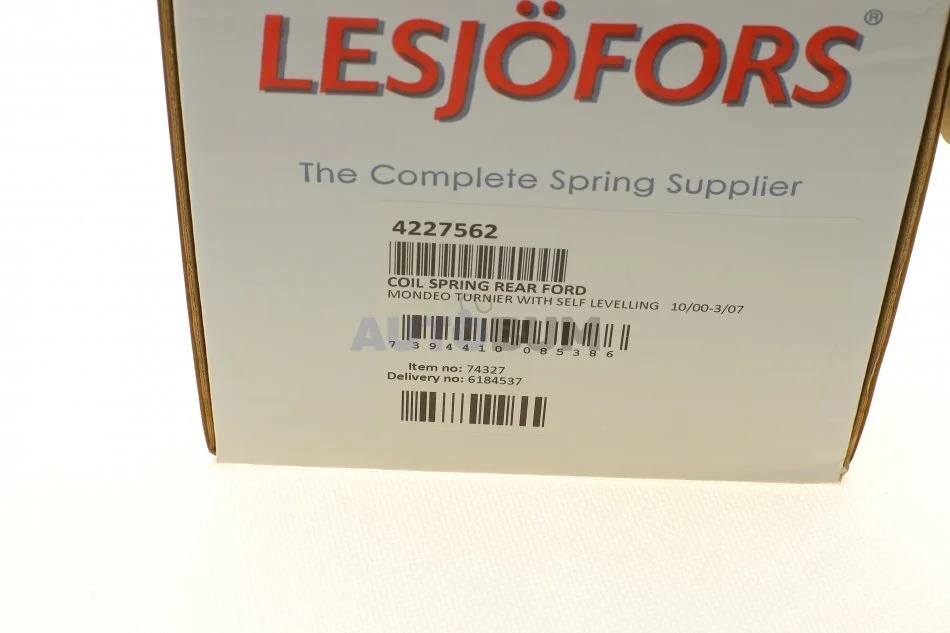 LESJÖFORS®
The Complete Spring Supplier
4227562
COIL SPRING REAR FORD
MONDEO TURNIER WITH SELF LEVELLING 10/00-3/07
AUTODUM
7 394410 085386
Item no: 74327
Delivery no: 6184537